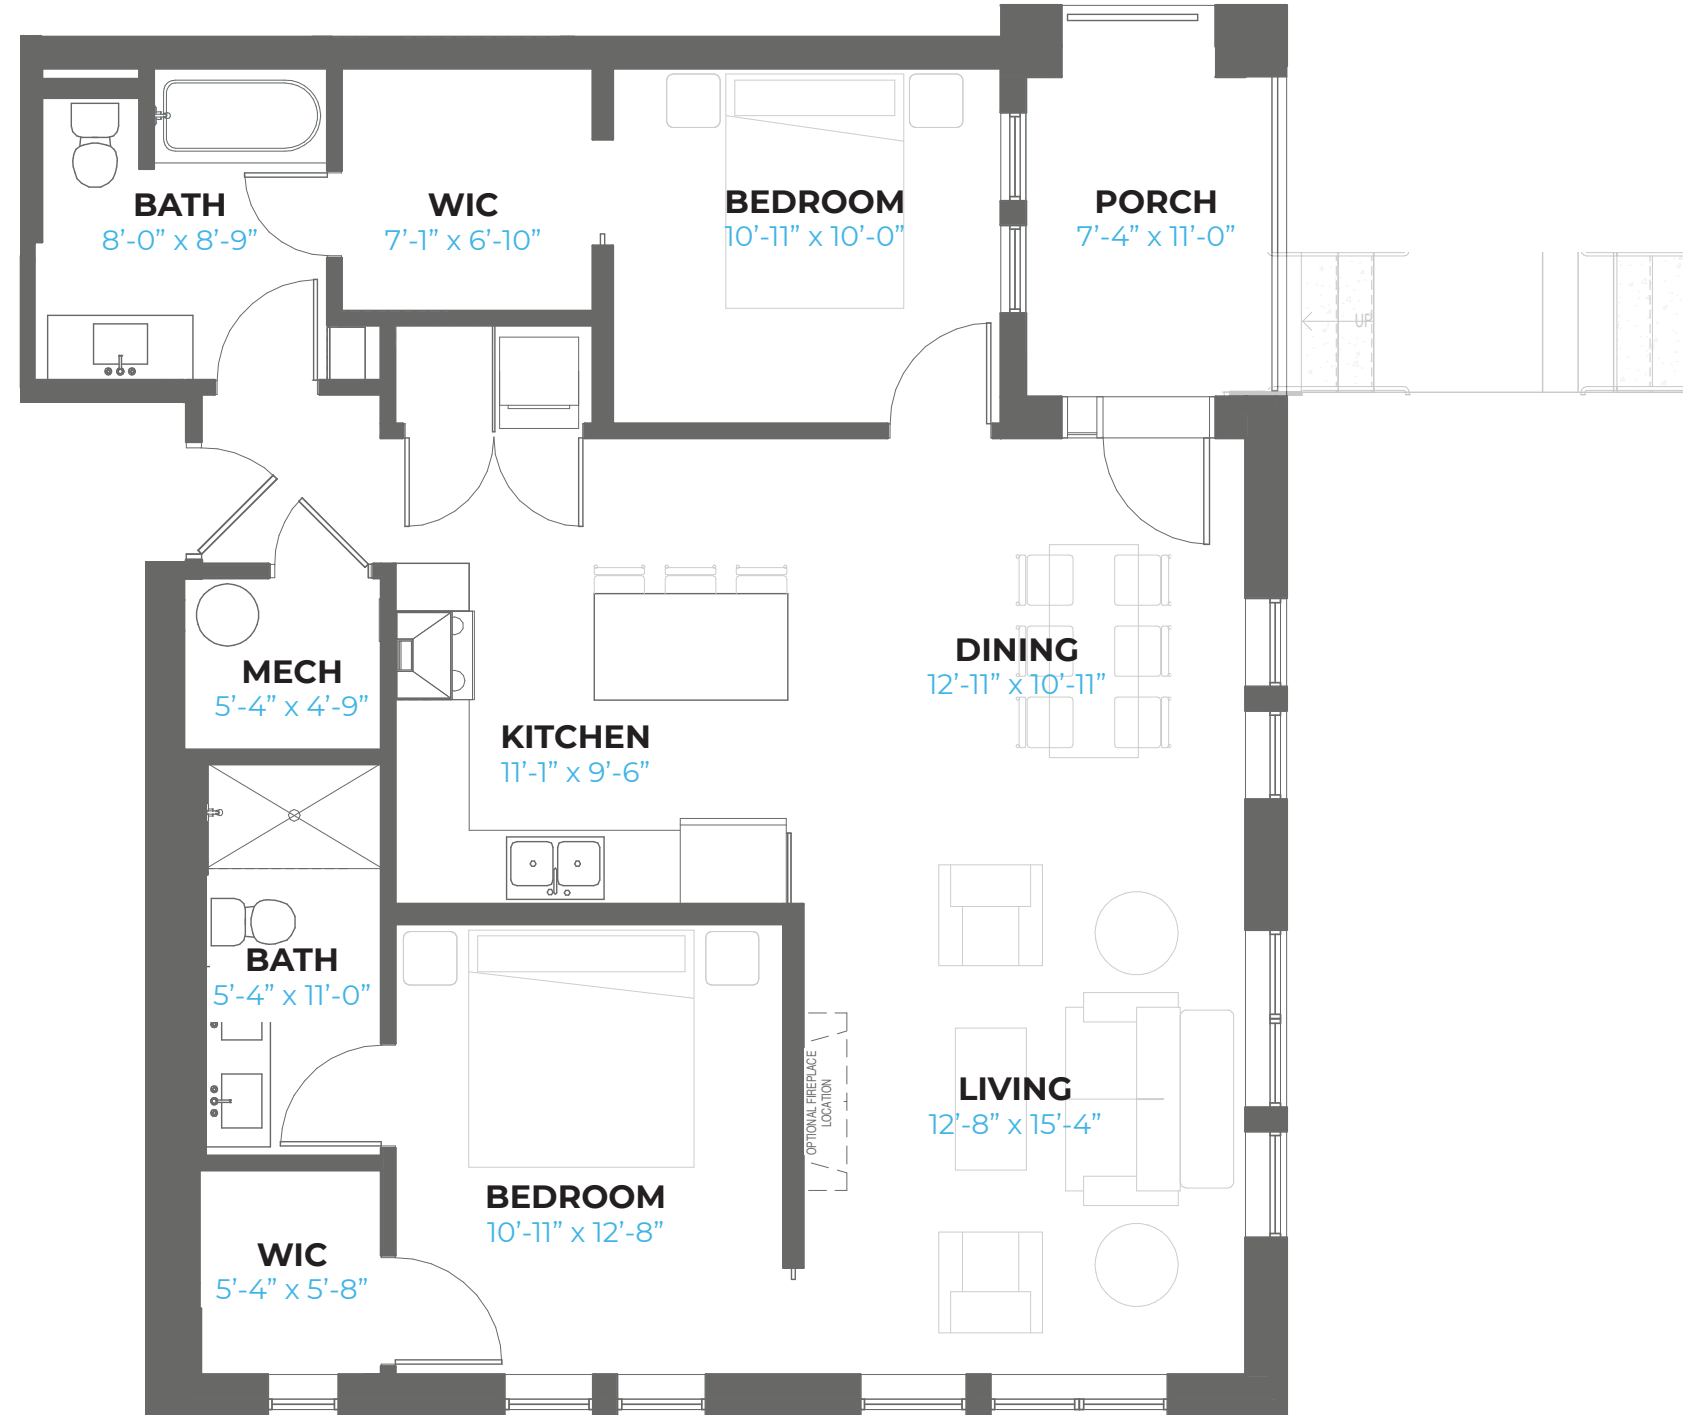 BATH
8’-0” x 8’-9”
WIC
7’-1” x 6’-10”
BEDROOM
10’-11” x 10’-0”
PORCH
7’-4” x 11’-0”
UP
MECH
5’-4” x 4’-9”
KITCHEN
11’-1” x 9’-6”
DINING
12’-11” x 10’-11”
BATH
5’-4” x 11’-0”
OPTIONAL FIREPLACE
LOCATION
LIVING
12’-8” x 15’-4”
BEDROOM
10’-11” x 12’-8”
WIC
5’-4” x 5’-8”